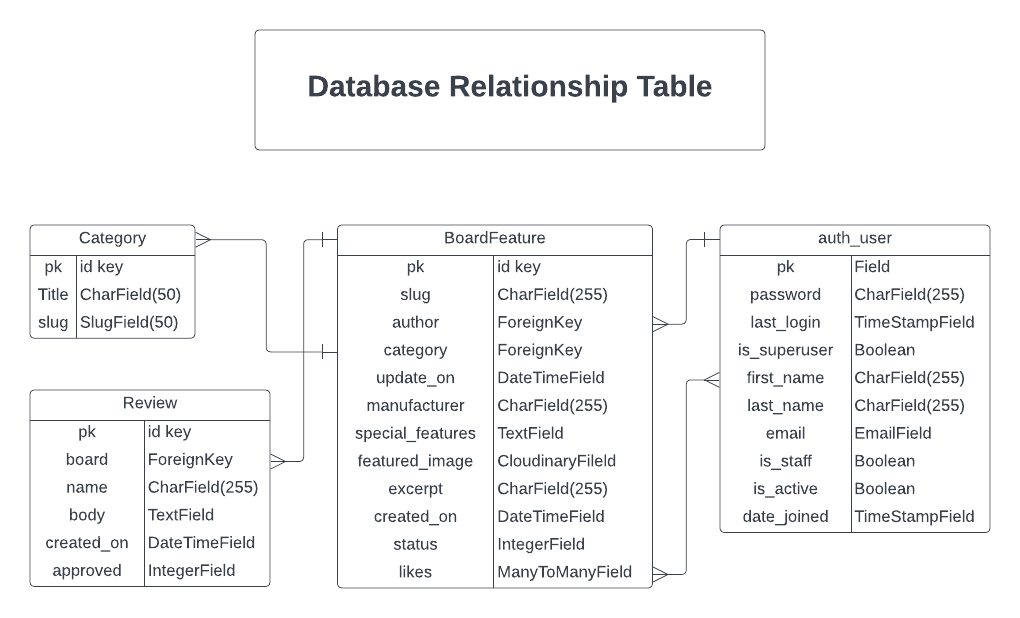 Database Relationship Table
Category
pk id key
Title CharField(50)
slug SlugField(50)
Review
pk id key
board ForeignKey
name CharField(255)
body TextField
created_on DateTimeField
approved IntegerField
BoardFeature
pk id key
slug CharField(255)
author ForeignKey
category ForeignKey
update_on DateTimeField
manufacturer CharField(255)
special_features TextField
featured_image CloudinaryFileld
excerpt CharField(255)
created_on DateTimeField
status IntegerField
likes ManyToManyField
auth_user
pk Field
password CharField(255)
last_login TimeStampField
is_superuser Boolean
first_name CharField(255)
last_name CharField(255)
email EmailField
is_staff Boolean
is_active Boolean
date_joined TimeStampField